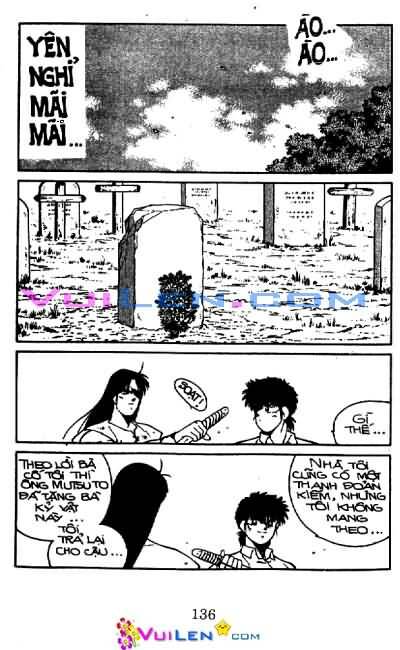 YÊN
NGHỈ
MÃI
MÃI...
ÀO...
ÀO...
VUILEN.COM
SOẠT!
GÌ
THẾ...
THEO LỜI BÀ
CỐ TÔI THÌ
ÔNG MUTSUTO
ĐÃ TẶNG BÀ
KỶ VẬT
NÀY...
TÔI
TRẢ LẠI
CHO CẬU...
NHÀ TÔI
CŨNG CÓ MỘT
THANH ĐOẢN
KIẾM, NHƯNG
TÔI KHÔNG
MANG
THEO...
136
VUILEN.COM